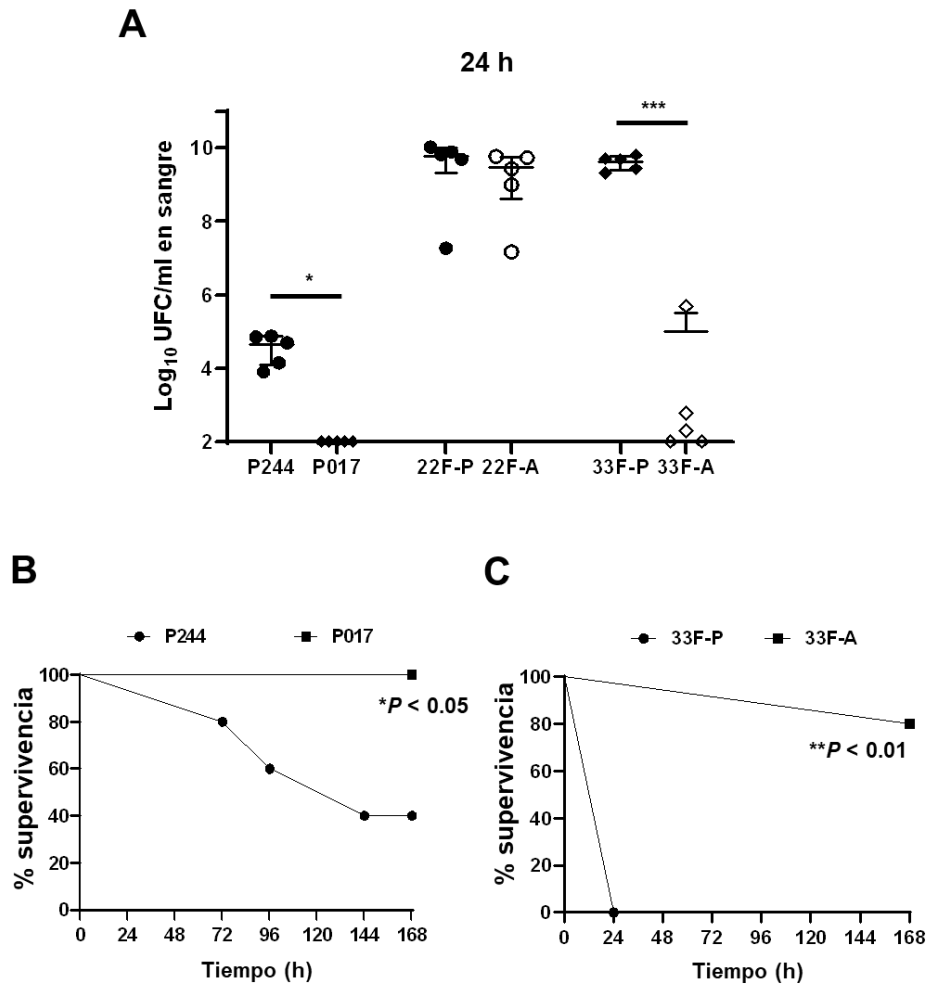 A
24 h
Log₁₀ UFC/ml en sangre
10
8
6
4
2
*
***
P244 P017 22F-P 22F-A 33F-P 33F-A
B
P244 P017
% supervivencia
100
80
60
40
20
0
*P < 0.05
0 24 48 72 96 120 144 168
Tiempo (h)
C
33F-P 33F-A
% supervivencia
100
80
60
40
20
0
**P < 0.01
0 24 48 72 96 120 144 168
Tiempo (h)